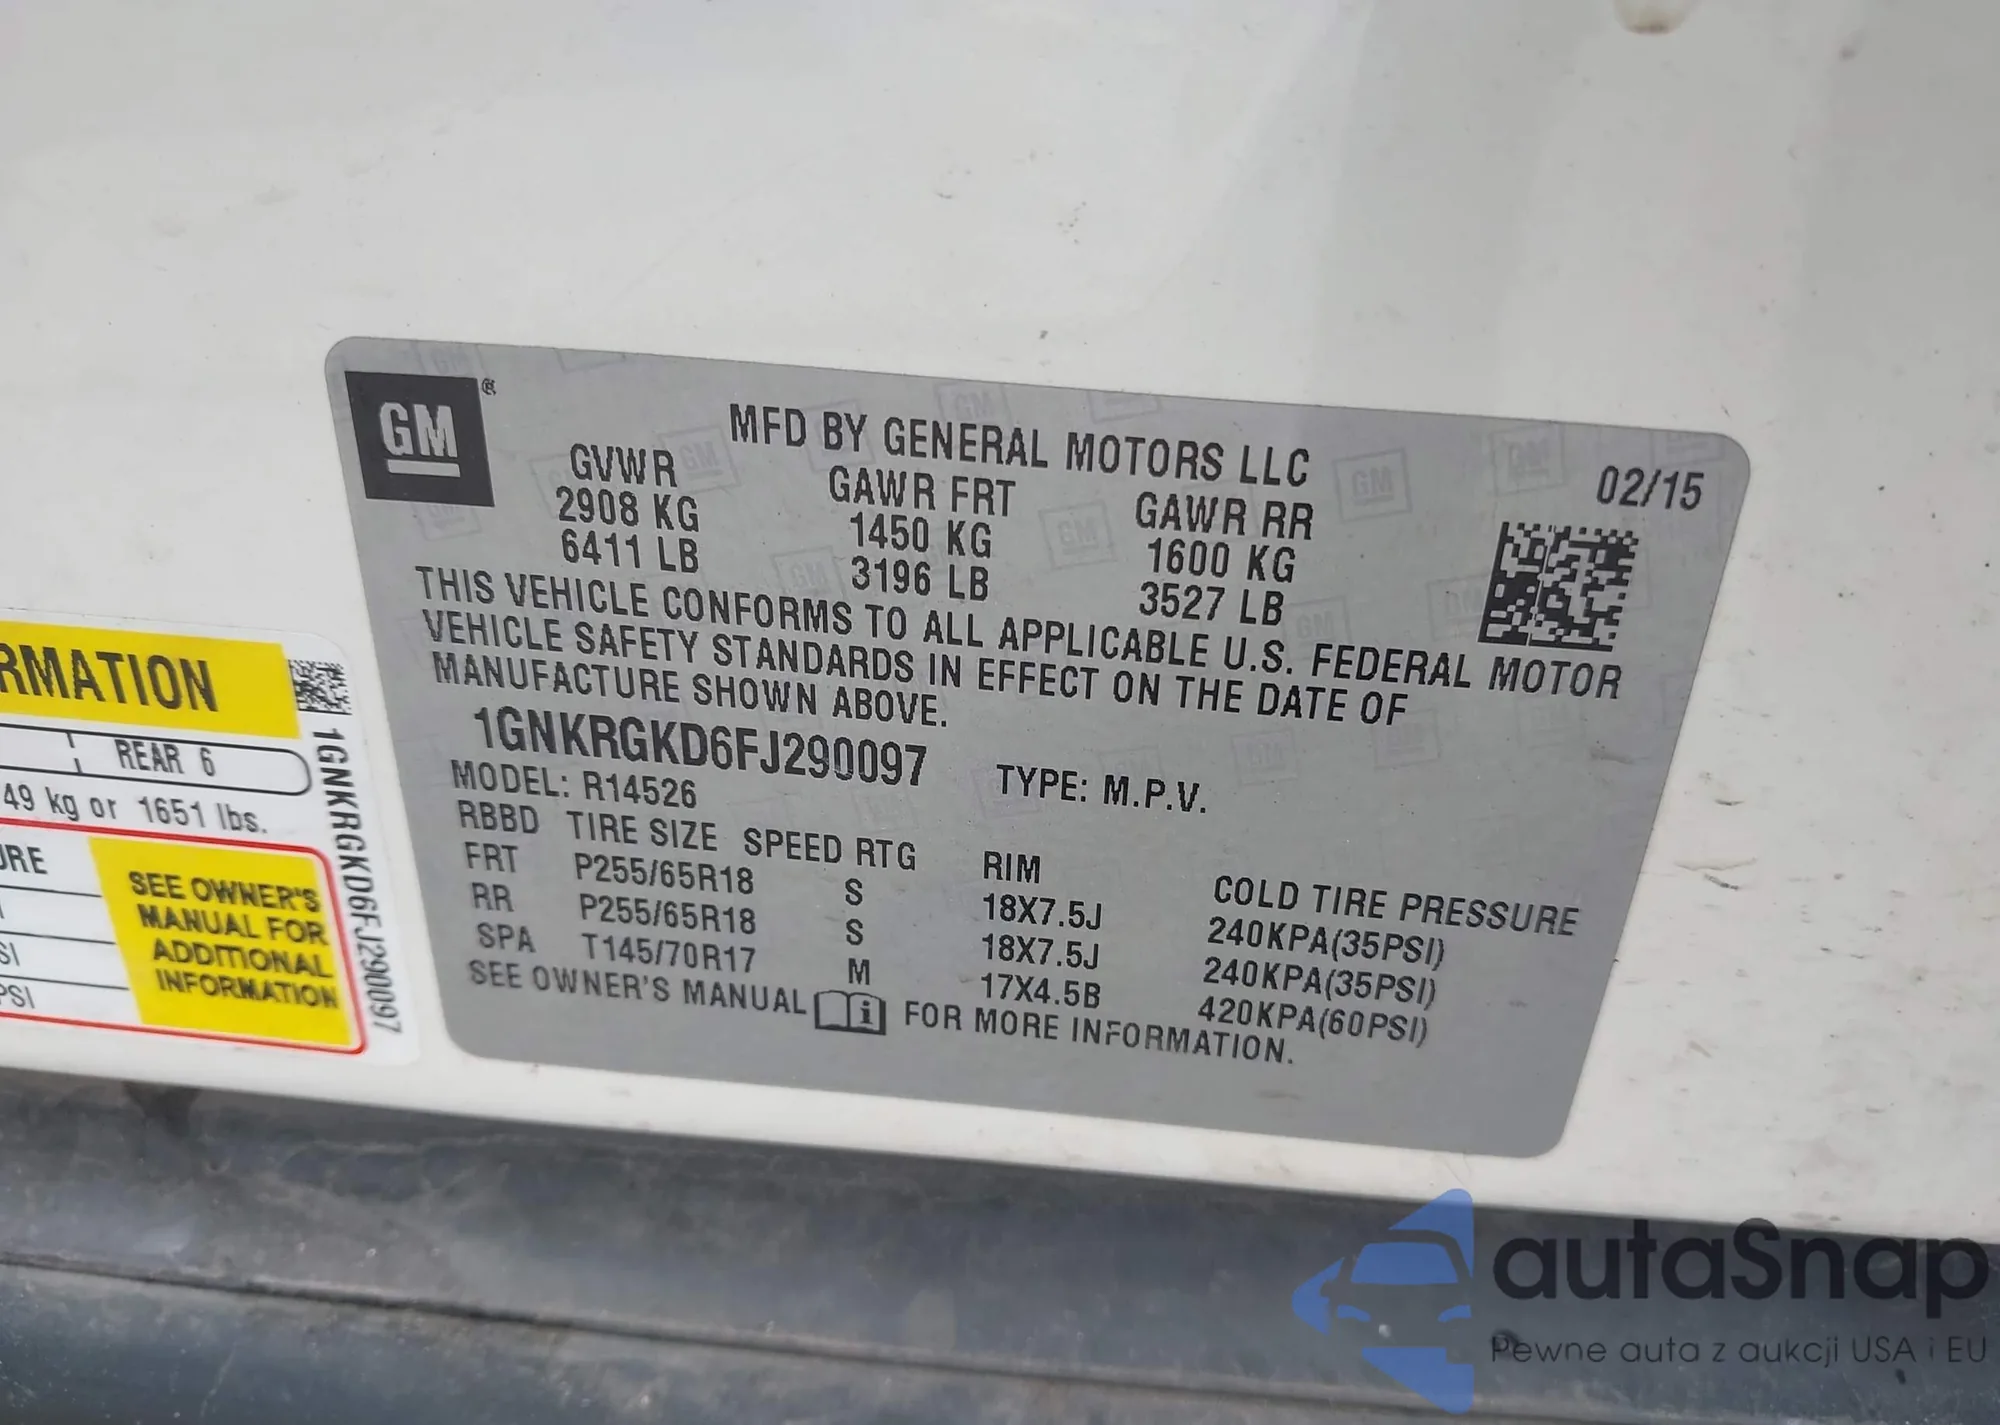 GM®
MFD BY GENERAL MOTORS LLC
02/15
GVWR GAWR FRT GAWR RR
2908 KG 1450 KG 1600 KG
6411 LB 3196 LB 3527 LB
THIS VEHICLE CONFORMS TO ALL APPLICABLE U.S. FEDERAL MOTOR
VEHICLE SAFETY STANDARDS IN EFFECT ON THE DATE OF
MANUFACTURE SHOWN ABOVE.
1GNKRGKD6FJ290097 TYPE: M.P.V.
MODEL: R14526
RBBD TIRE SIZE SPEED RTG RIM COLD TIRE PRESSURE
FRT P255/65R18 S 18X7.5J 240KPA(35PSI)
RR P255/65R18 S 18X7.5J 240KPA(35PSI)
SPA T145/70R17 M 17X4.5B 420KPA(60PSI)
SEE OWNER'S MANUAL i FOR MORE INFORMATION.
RMATION
REAR 6
49 kg or 1651 lbs.
URE
SI
PSI
SEE OWNER'S
MANUAL FOR
ADDITIONAL
INFORMATION
1GNKRGKD6FJ290097
autaSnap
Pewne auta z aukcji USA i EU